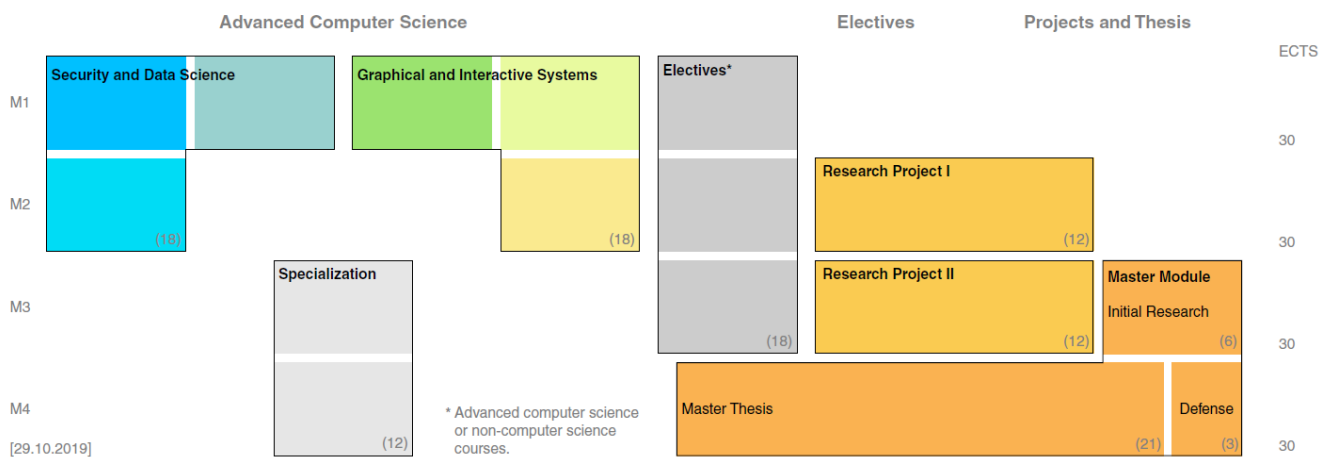 Advanced Computer Science
Electives
Projects and Thesis
ECTS
Security and Data Science
Graphical and Interactive Systems
Electives*
M1
30
Research Project I
M2
(18)
(18)
(12)
30
Specialization
Research Project II
Master Module
M3
Initial Research
(18)
(12)
(6)
30
M4
* Advanced computer science
or non-computer science
courses.
Master Thesis
Defense
[29.10.2019]
(12)
(21)
(3)
30